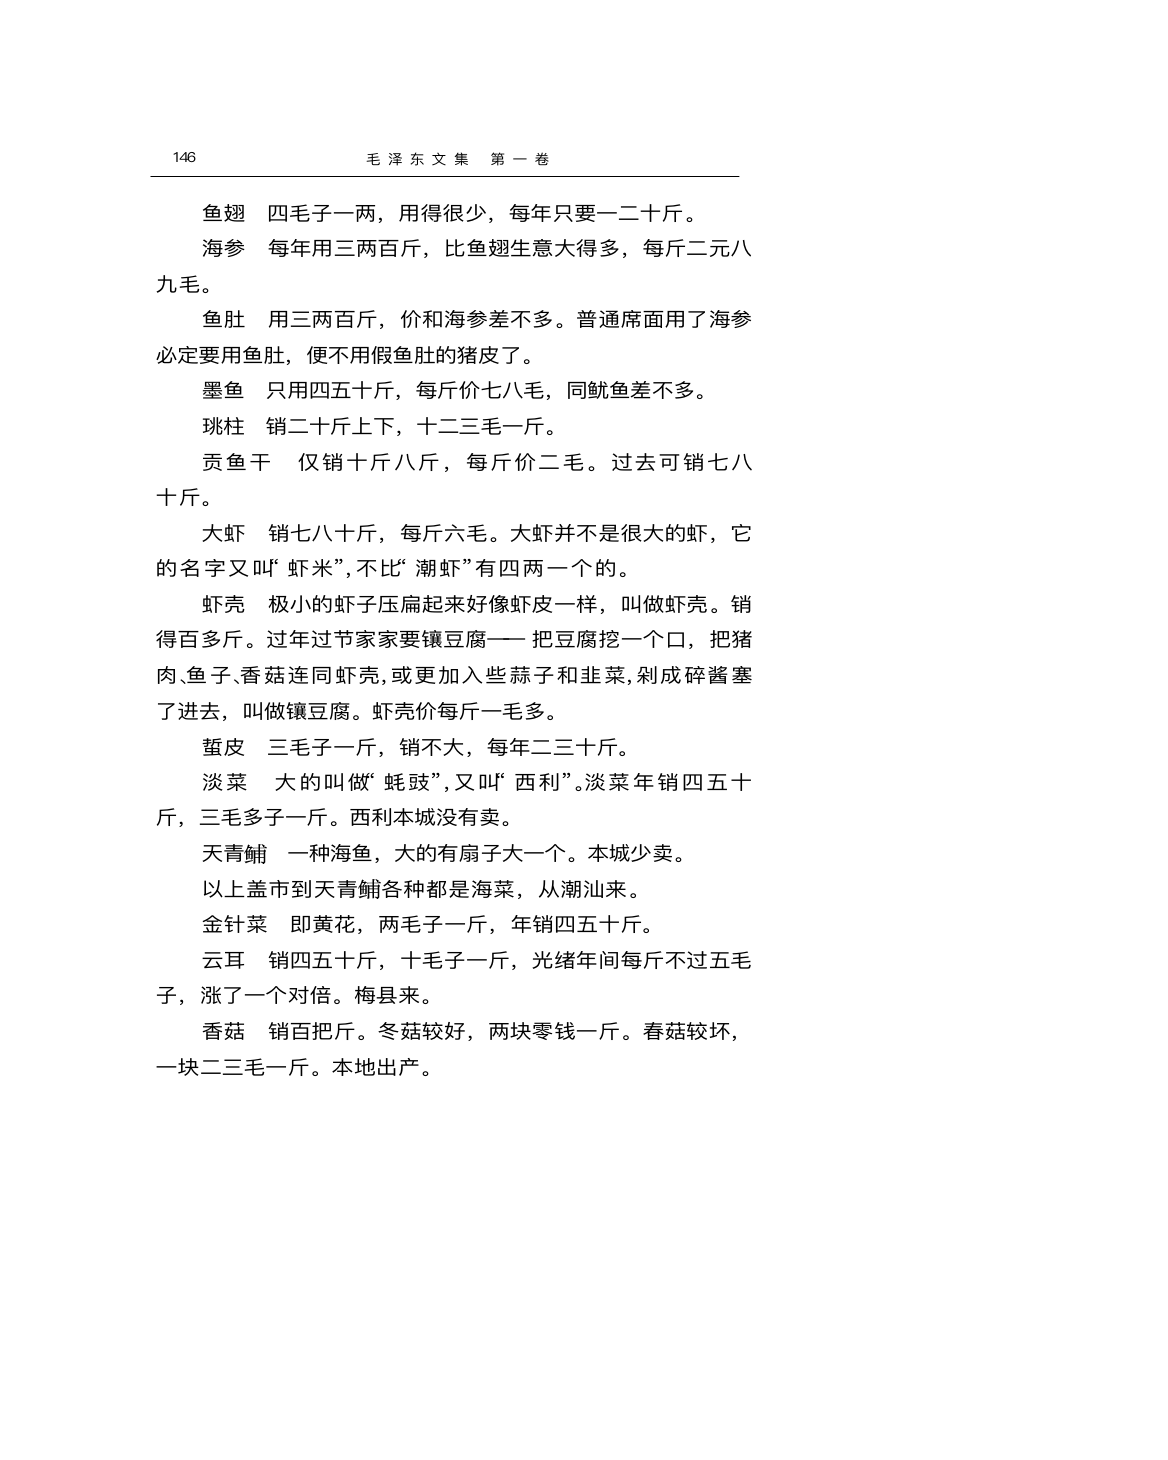 146 毛泽东文集 第一卷
鱼翅 四毛子一两，用得很少，每年只要一二十斤。
海参 每年用三两百斤，比鱼翅生意大得多，每斤二元八
九毛。
鱼肚 用三两百斤，价和海参差不多。普通席面用了海参
必定要用鱼肚，便不用假鱼肚的猪皮了。
墨鱼 只用四五十斤，每斤价七八毛，同鱿鱼差不多。
珧柱 销二十斤上下，十二三毛一斤。
贡鱼干 仅销十斤八斤，每斤价二毛。过去可销七八
十斤。
大虾 销七八十斤，每斤六毛。大虾并不是很大的虾，它
的名字又叫“虾米”，不比“潮虾”有四两一个的。
虾壳 极小的虾子压扁起来好像虾皮一样，叫做虾壳。销
得百多斤。过年过节家家要镶豆腐——把豆腐挖一个口，把猪
肉、鱼子、香菇连同虾壳，或更加入些蒜子和韭菜，剁成碎酱塞
了进去，叫做镶豆腐。虾壳价每斤一毛多。
蜇皮 三毛子一斤，销不大，每年二三十斤。
淡菜 大的叫做“蚝豉”，又叫“西利”。淡菜年销四五十
斤，三毛多子一斤。西利本城没有卖。
天青鯆 一种海鱼，大的有扇子大一个。本城少卖。
以上盖市到天青鯆各种都是海菜，从潮汕来。
金针菜 即黄花，两毛子一斤，年销四五十斤。
云耳 销四五十斤，十毛子一斤，光绪年间每斤不过五毛
子，涨了一个对倍。梅县来。
香菇 销百把斤。冬菇较好，两块零钱一斤。春菇较坏，
一块二三毛一斤。本地出产。